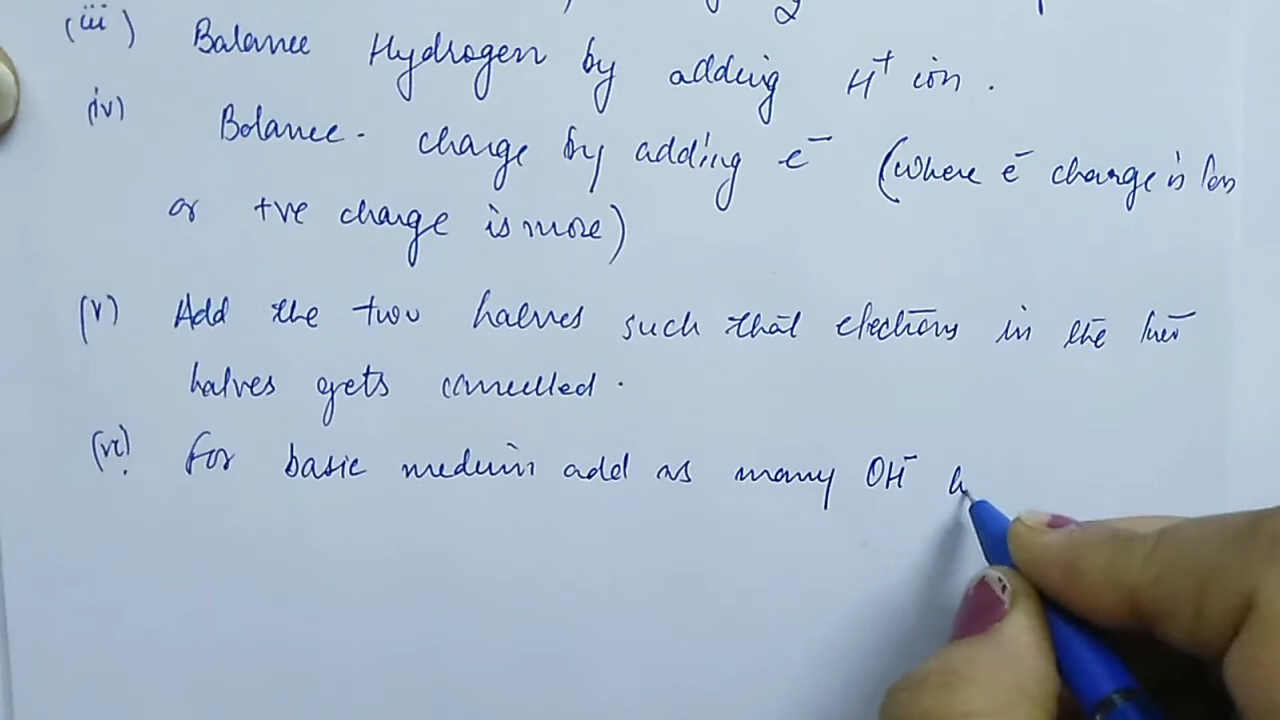 (iii) Balance Hydrogen by adding H⁺ ion.
(iv) Balance. charge by adding e⁻ (where e⁻ charge is less
or +ve charge is more)
(v) Add the two halves such that electrons in the two
halves gets cancelled.
(vi) For basic medium add as many OH⁻